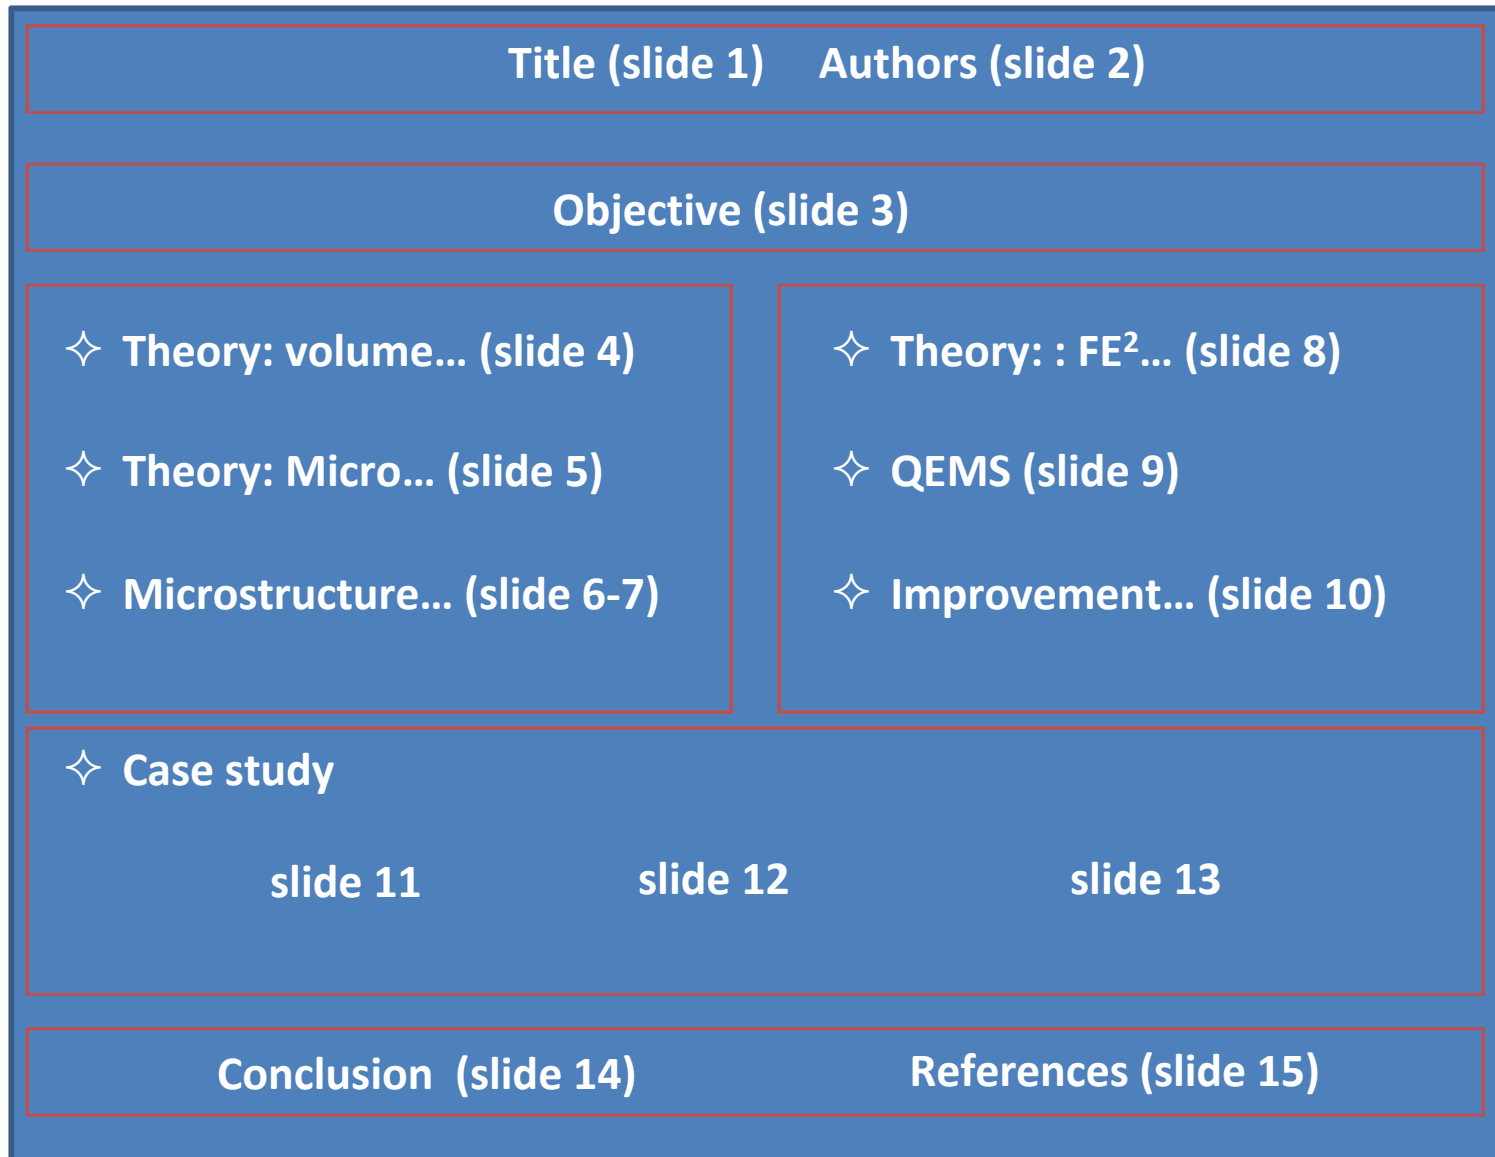 Title (slide 1) Authors (slide 2)
Objective (slide 3)
✧ Theory: volume… (slide 4)
✧ Theory: Micro… (slide 5)
✧ Microstructure… (slide 6-7)
✧ Theory: : FE²… (slide 8)
✧ QEMS (slide 9)
✧ Improvement… (slide 10)
✧ Case study
slide 11 slide 12 slide 13
Conclusion (slide 14) References (slide 15)